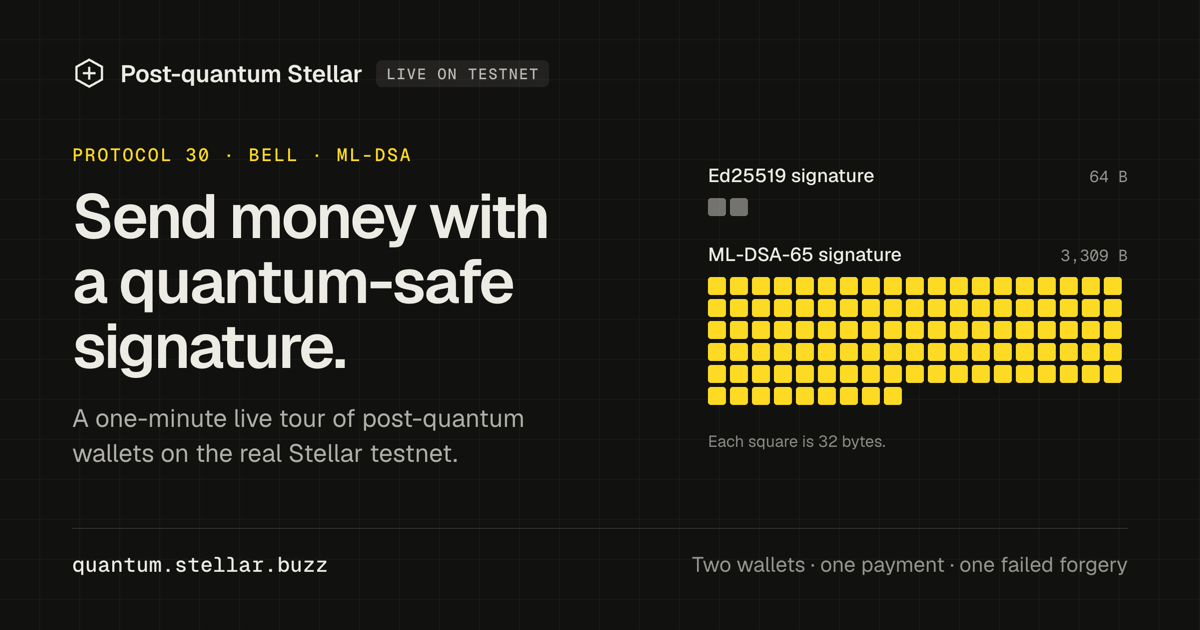 Post-quantum Stellar
LIVE ON TESTNET
PROTOCOL 30 · BELL · ML-DSA
Send money with
a quantum-safe
signature.
A one-minute live tour of post-quantum
wallets on the real Stellar testnet.
Ed25519 signature 64 B
ML-DSA-65 signature 3,309 B
Each square is 32 bytes.
quantum.stellar.buzz
Two wallets · one payment · one failed forgery